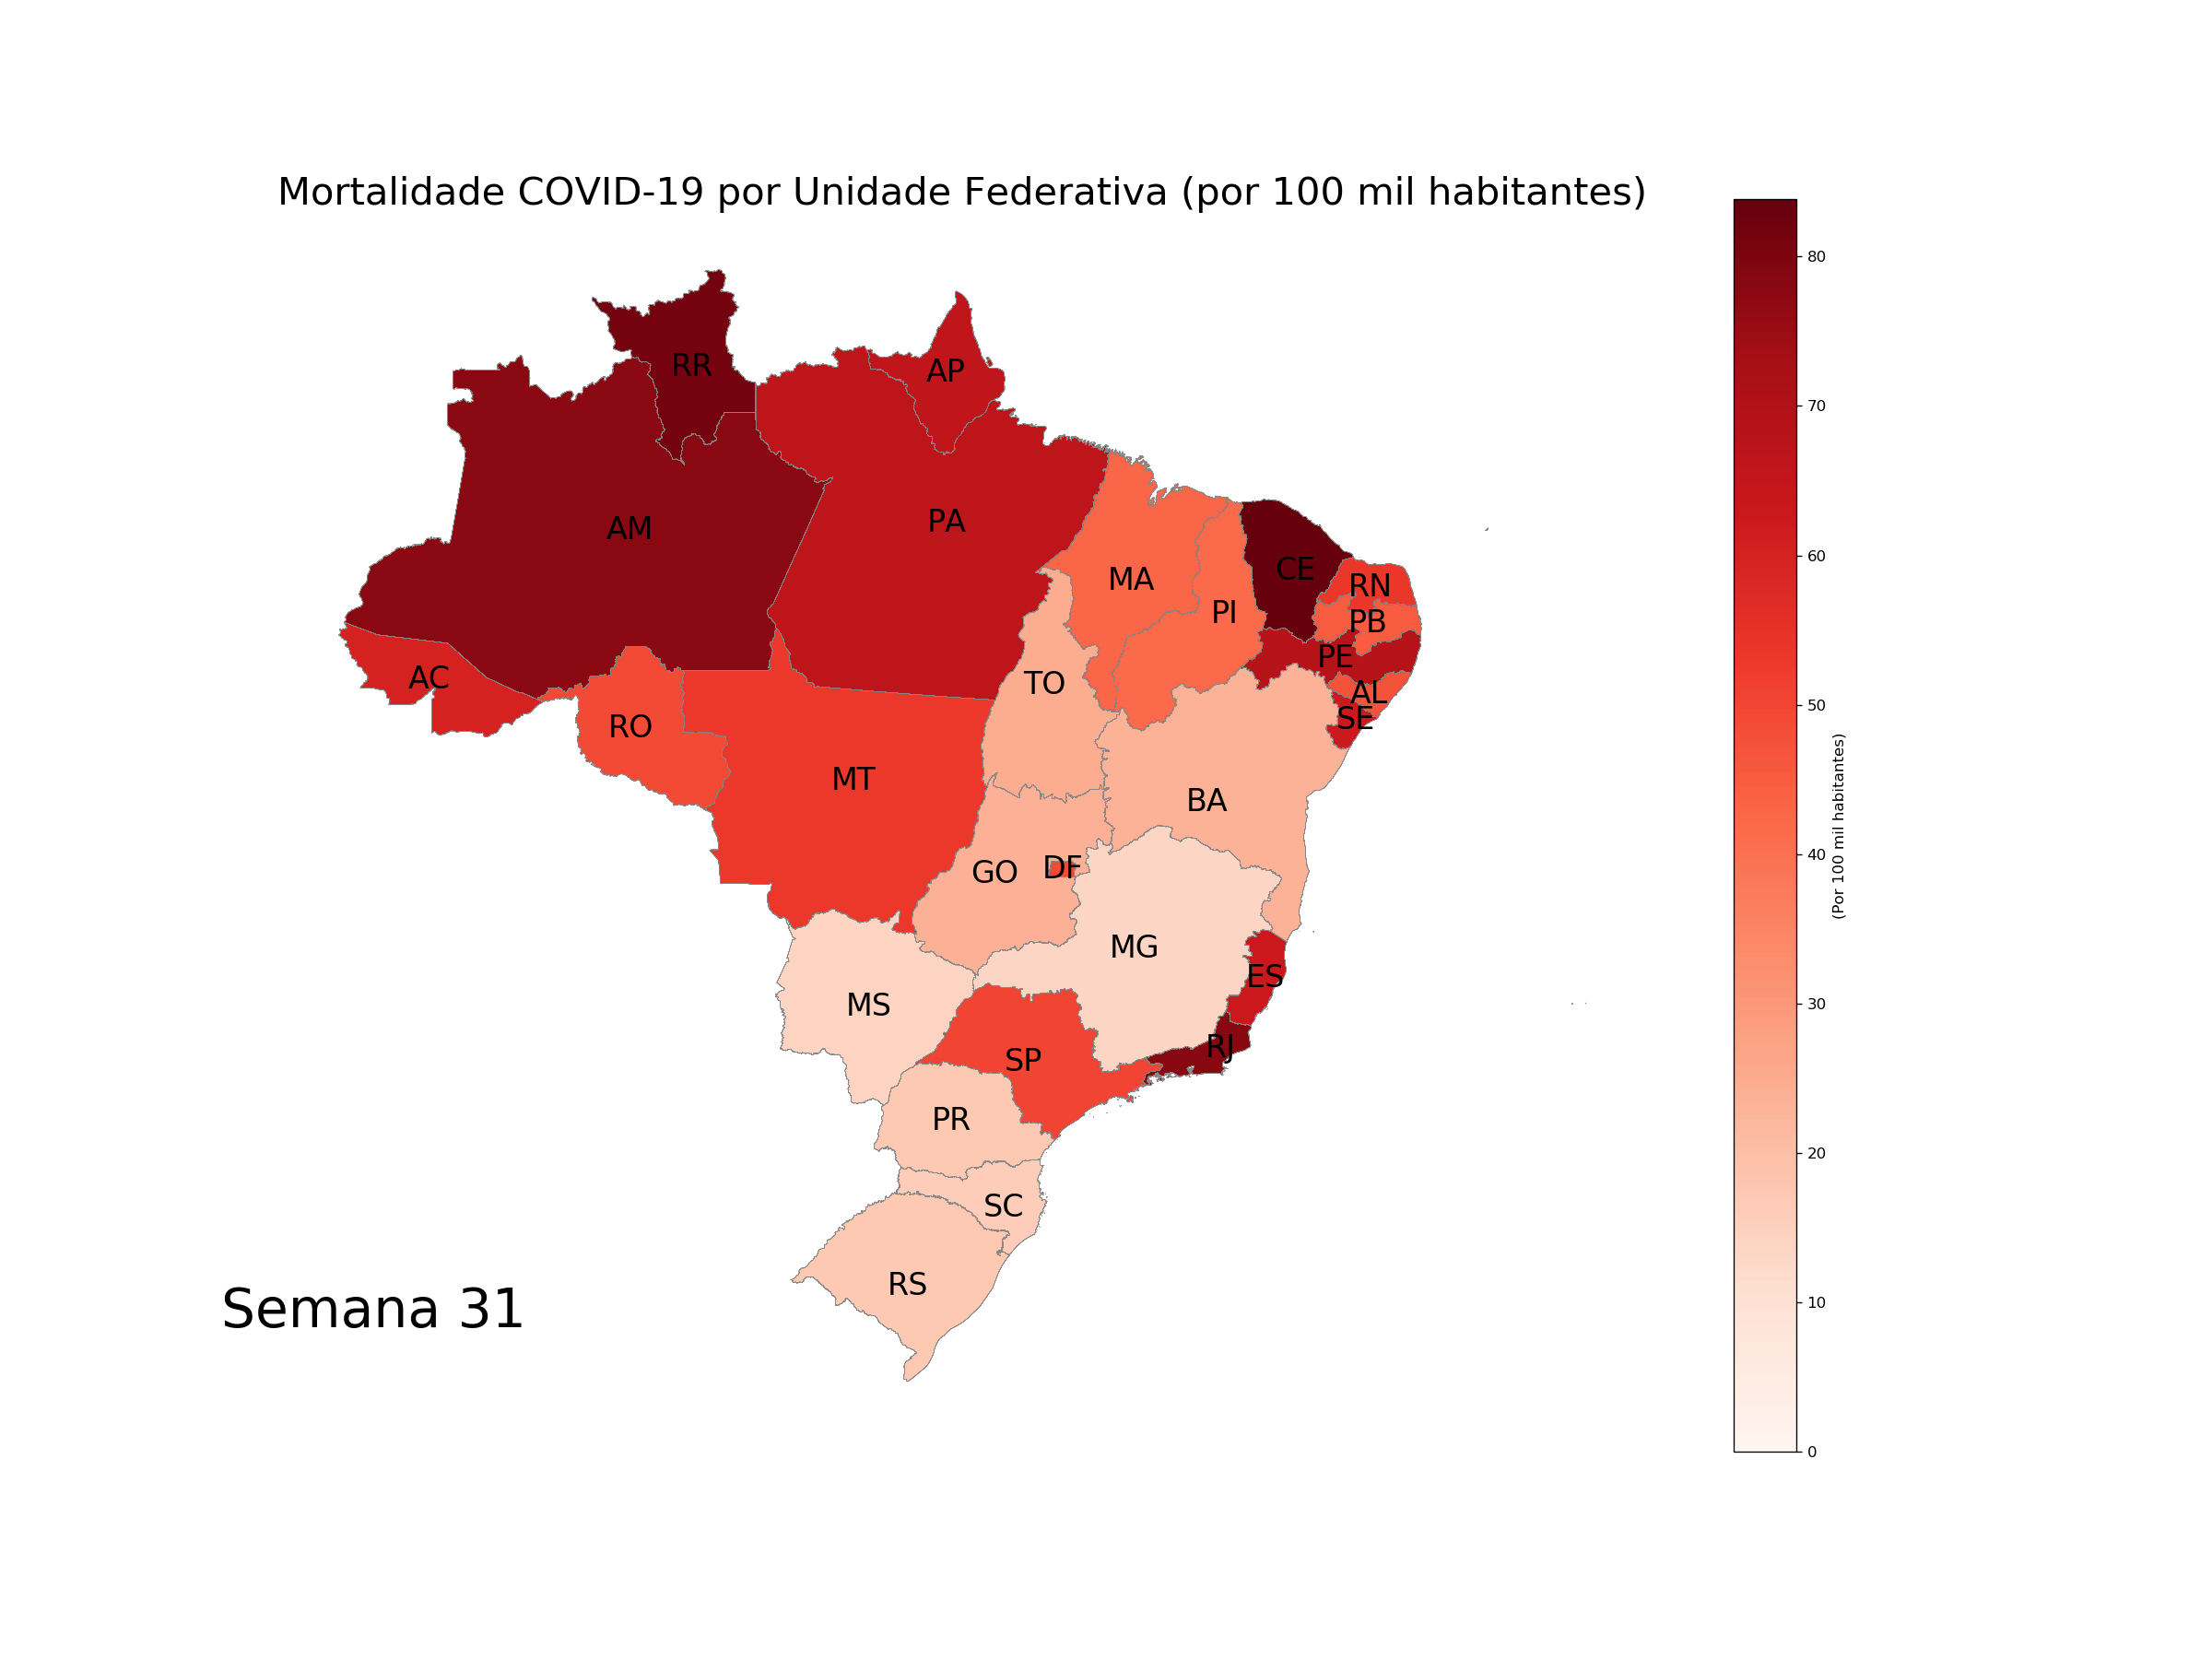 Mortalidade COVID-19 por Unidade Federativa (por 100 mil habitantes)
RR
AP
AM
PA
CE
MA
RN
PI
PB
PE
AC
TO
AL
SE
RO
MT
BA
GO
DF
MG
ES
MS
RJ
SP
PR
SC
RS
Semana 31
80
70
60
50
40
30
20
10
0
(Por 100 mil habitantes)